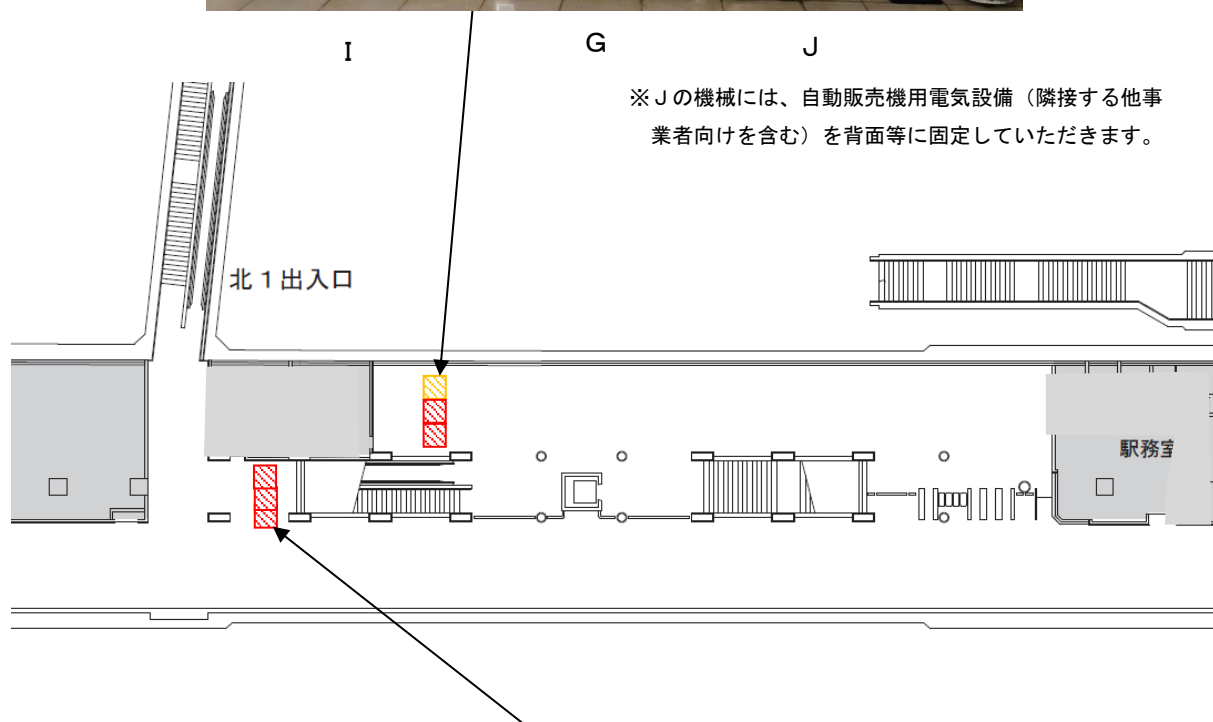 I G J
※Ｊの機械には、自動販売機用電気設備（隣接する他事
業者向けを含む）を背面等に固定していただきます。
北１出入口
駅務室